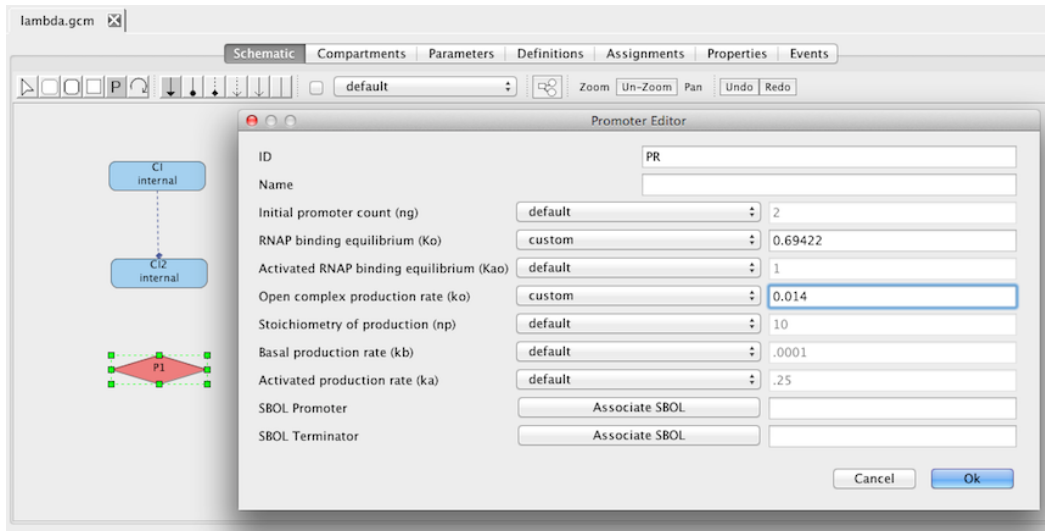 lambda.gcm
Schematic Compartments Parameters Definitions Assignments Properties Events
P default Zoom Un-Zoom Pan Undo Redo
Promoter Editor
CI
internal
CI2
internal
P1
ID PR
Name
Initial promoter count (ng) default 2
RNAP binding equilibrium (Ko) custom 0.69422
Activated RNAP binding equilibrium (Kao) default 1
Open complex production rate (ko) custom 0.014
Stoichiometry of production (np) default 10
Basal production rate (kb) default .0001
Activated production rate (ka) default .25
SBOL Promoter Associate SBOL
SBOL Terminator Associate SBOL
Cancel Ok